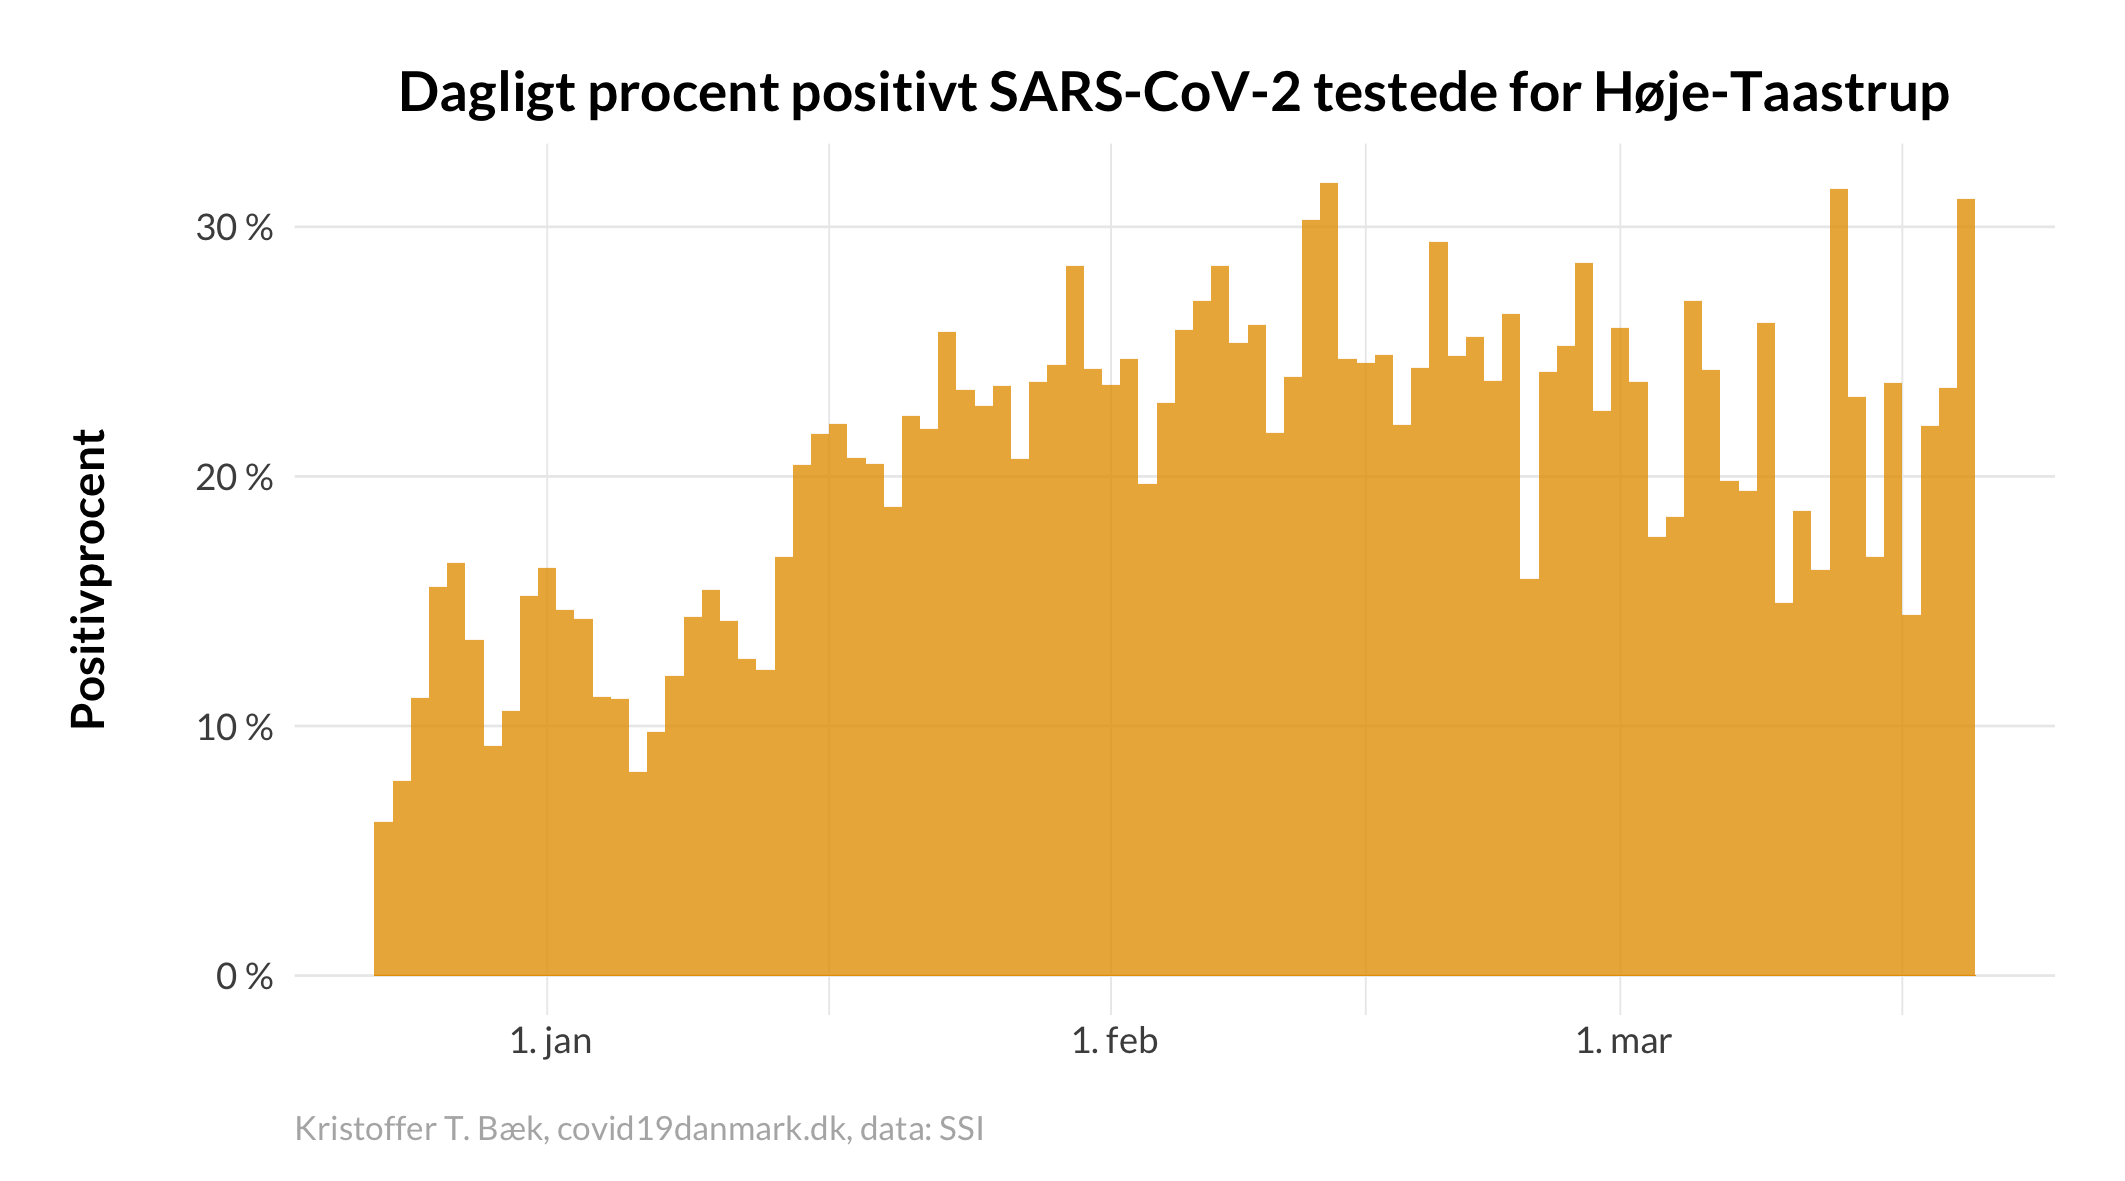 Dagligt procent positivt SARS-CoV-2 testede for Høje-Taastrup
Positivprocent
30 %
20 %
10 %
0 %
1. jan
1. feb
1. mar
Kristoffer T. Bæk, covid19danmark.dk, data: SSI